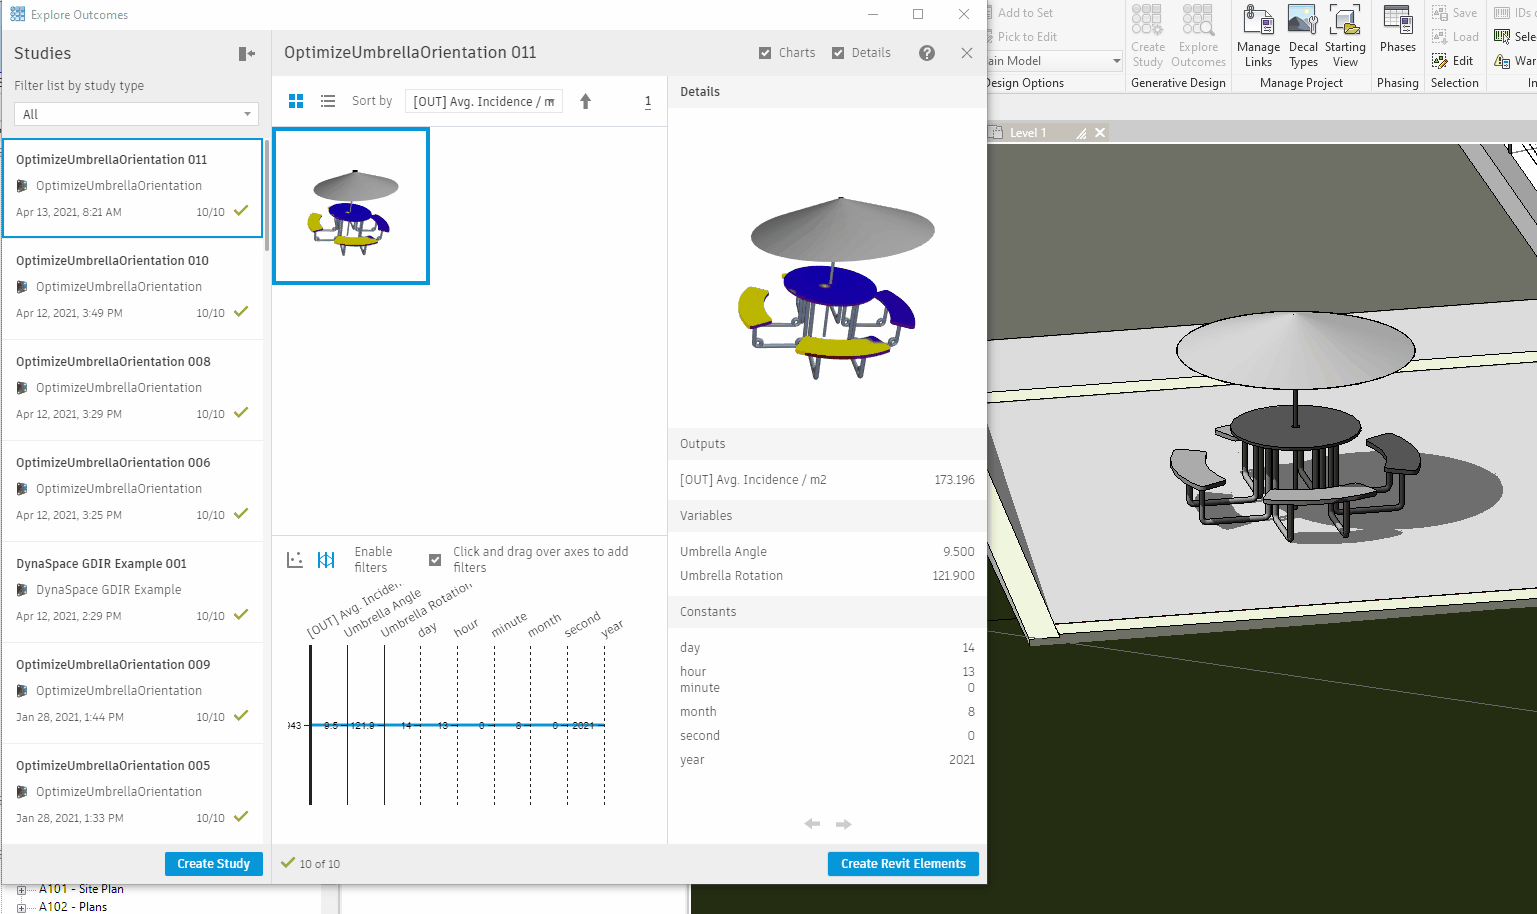 Explore Outcomes
Studies
Filter list by study type
All
OptimizeUmbrellaOrientation 011
OptimizeUmbrellaOrientation
Apr 13, 2021, 8:21 AM 10/10
OptimizeUmbrellaOrientation 010
OptimizeUmbrellaOrientation
Apr 12, 2021, 3:49 PM 10/10
OptimizeUmbrellaOrientation 008
OptimizeUmbrellaOrientation
Apr 12, 2021, 3:29 PM 10/10
OptimizeUmbrellaOrientation 006
OptimizeUmbrellaOrientation
Apr 12, 2021, 3:25 PM 10/10
DynaSpace GDIR Example 001
DynaSpace GDIR Example
Apr 12, 2021, 2:29 PM 10/10
OptimizeUmbrellaOrientation 009
OptimizeUmbrellaOrientation
Jan 28, 2021, 1:44 PM 10/10
OptimizeUmbrellaOrientation 005
OptimizeUmbrellaOrientation
Jan 28, 2021, 1:33 PM 10/10
Create Study
OptimizeUmbrellaOrientation 011
Charts Details
Sort by [OUT] Avg. Incidence / m 1
Enable filters
Click and drag over axes to add filters
[OUT] Avg. Inciden
Umbrella Angle
Umbrella Rotation
day
hour
minute
month
second
year
943 9.5 121.9 14 13 0 8 0 2021
10 of 10
Details
Outputs
[OUT] Avg. Incidence / m2 173.196
Variables
Umbrella Angle 9.500
Umbrella Rotation 121.900
Constants
day 14
hour 13
minute 0
month 8
second 0
year 2021
Create Revit Elements
Add to Set
Pick to Edit
ain Model
Design Options
Create Study
Explore Outcomes
Generative Design
Manage Links
Decal Types
Starting View
Manage Project
Phases
Phasing
Save
Load
Edit
Selection
IDs
Sele
War
In
Level 1
A101 - Site Plan
A102 - Plans